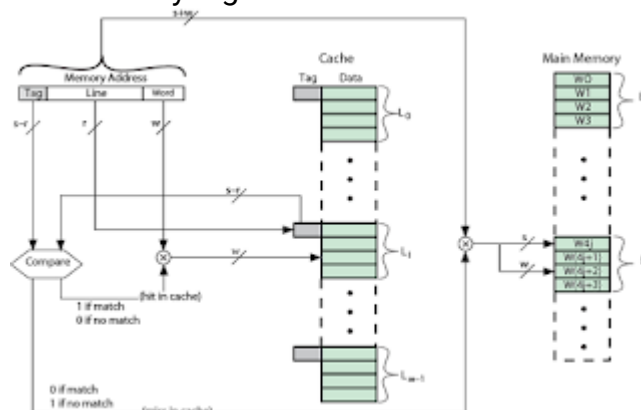 s+w
Cache
Main Memory
Memory Address
Tag Data
Tag Line Word
W0
W1
W2
W3
L0
s-r
r
w
s-r
W4j
s
Li
W(4j+1)
Compare
w
w
W(4j+2)
W(4j+3)
(hit in cache)
1 if match
0 if no match
Lm-1
0 if match
1 if no match